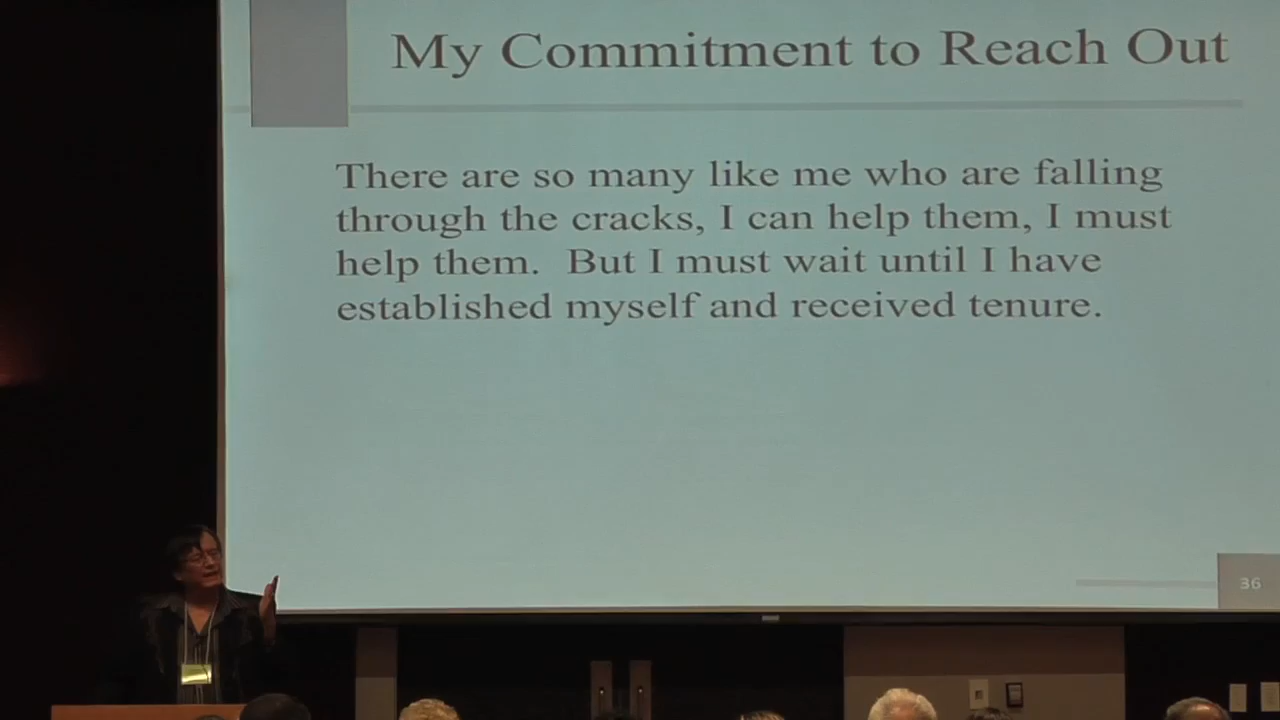 My Commitment to Reach Out
There are so many like me who are falling
through the cracks, I can help them, I must
help them.  But I must wait until I have
established myself and received tenure.
36